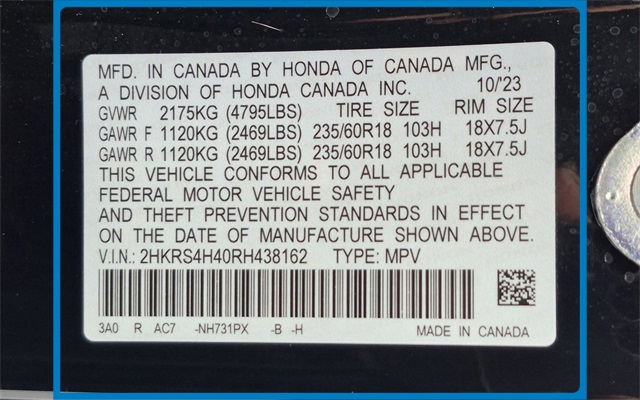 MFD. IN CANADA BY HONDA OF CANADA MFG.,
A DIVISION OF HONDA CANADA INC. 10/'23
GVWR 2175KG (4795LBS) TIRE SIZE RIM SIZE
GAWR F 1120KG (2469LBS) 235/60R18 103H 18X7.5J
GAWR R 1120KG (2469LBS) 235/60R18 103H 18X7.5J
THIS VEHICLE CONFORMS TO ALL APPLICABLE
FEDERAL MOTOR VEHICLE SAFETY
AND THEFT PREVENTION STANDARDS IN EFFECT
ON THE DATE OF MANUFACTURE SHOWN ABOVE.
V.I.N.: 2HKRS4H40RH438162 TYPE: MPV
3A0 R AC7 -NH731PX -B -H MADE IN CANADA